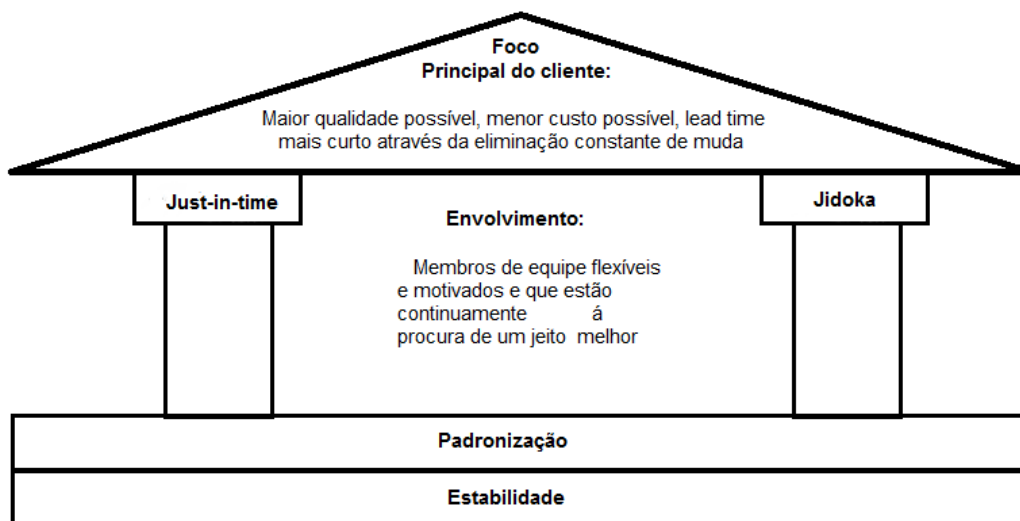 Foco
Principal do cliente:
Maior qualidade possível, menor custo possível, lead time
mais curto através da eliminação constante de muda
Just-in-time
Jidoka
Envolvimento:
Membros de equipe flexíveis
e motivados e que estão
continuamente á
procura de um jeito melhor
Padronização
Estabilidade